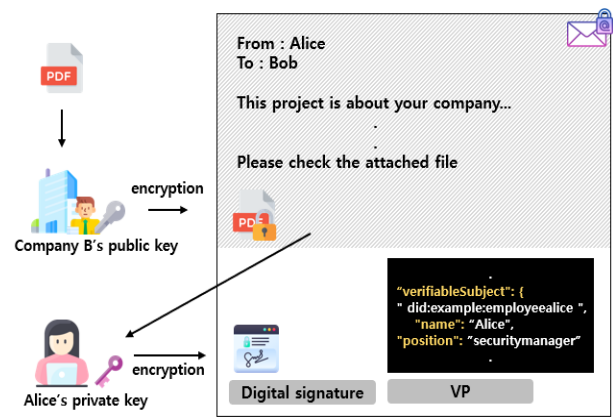 From : Alice
To : Bob
PDF
This project is about your company...
.
.
Please check the attached file
encryption
PDF
Company B's public key
.
"verifiableSubject": {
" did:example:employeealice ",
"name": "Alice",
"position": "securitymanager"
.
encryption
Alice's private key
Digital signature
VP